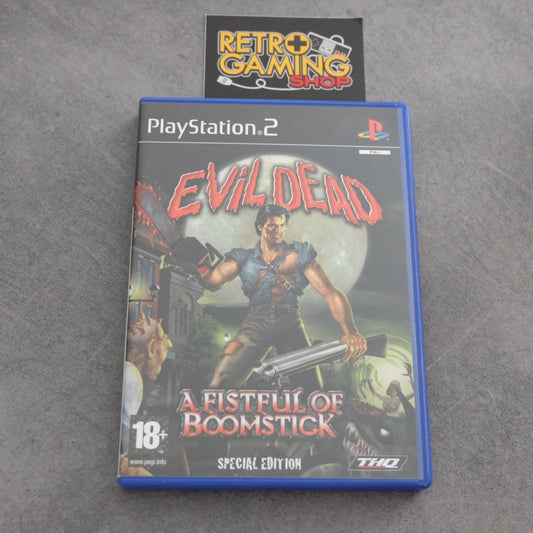 RETRO
GAMING
SHOP
PlayStation®2
PAL
EVIL DEAD
A FISTFUL OF
BOOMSTICK
18+
www.pegi.info
SPECIAL EDITION
THQ